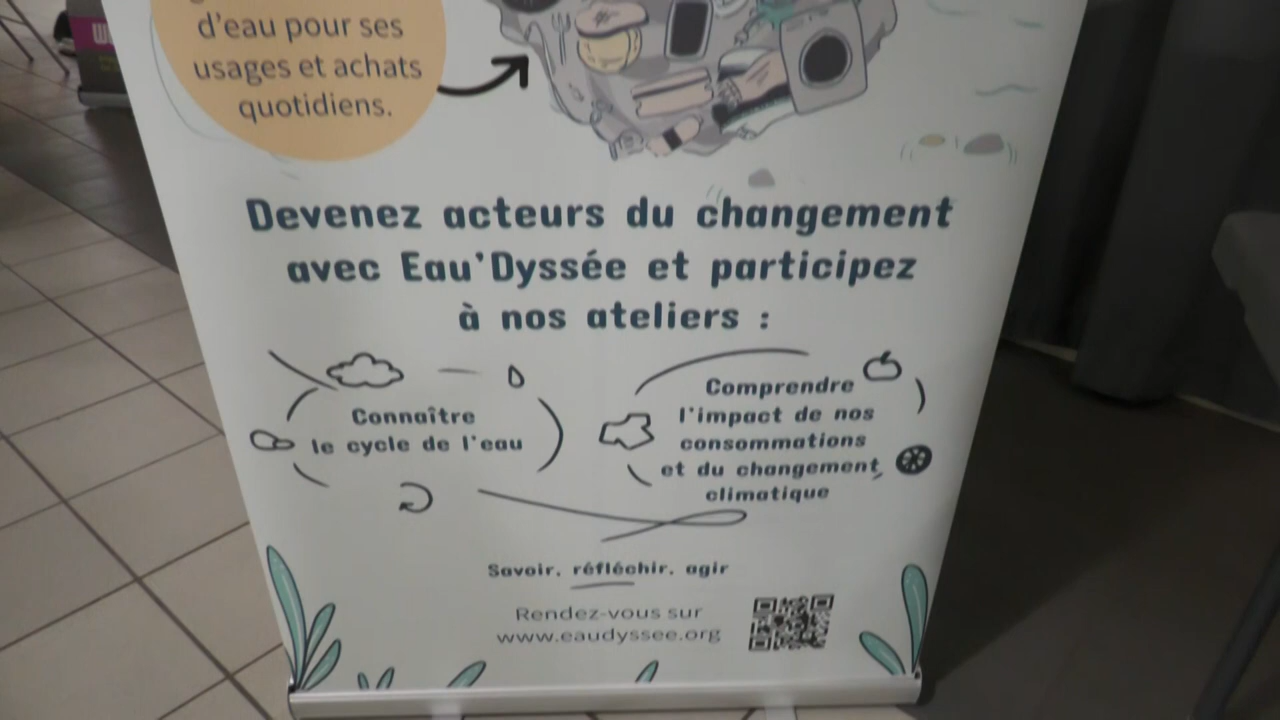 d'eau pour ses
usages et achats
quotidiens.
Devenez acteurs du changement
avec Eau'Dyssée et participez
à nos ateliers :
Connaître
le cycle de l'eau
Comprendre
l'impact de nos
consommations
et du changement
climatique
Savoir, réfléchir, agir
Rendez-vous sur
www.eaudyssee.org